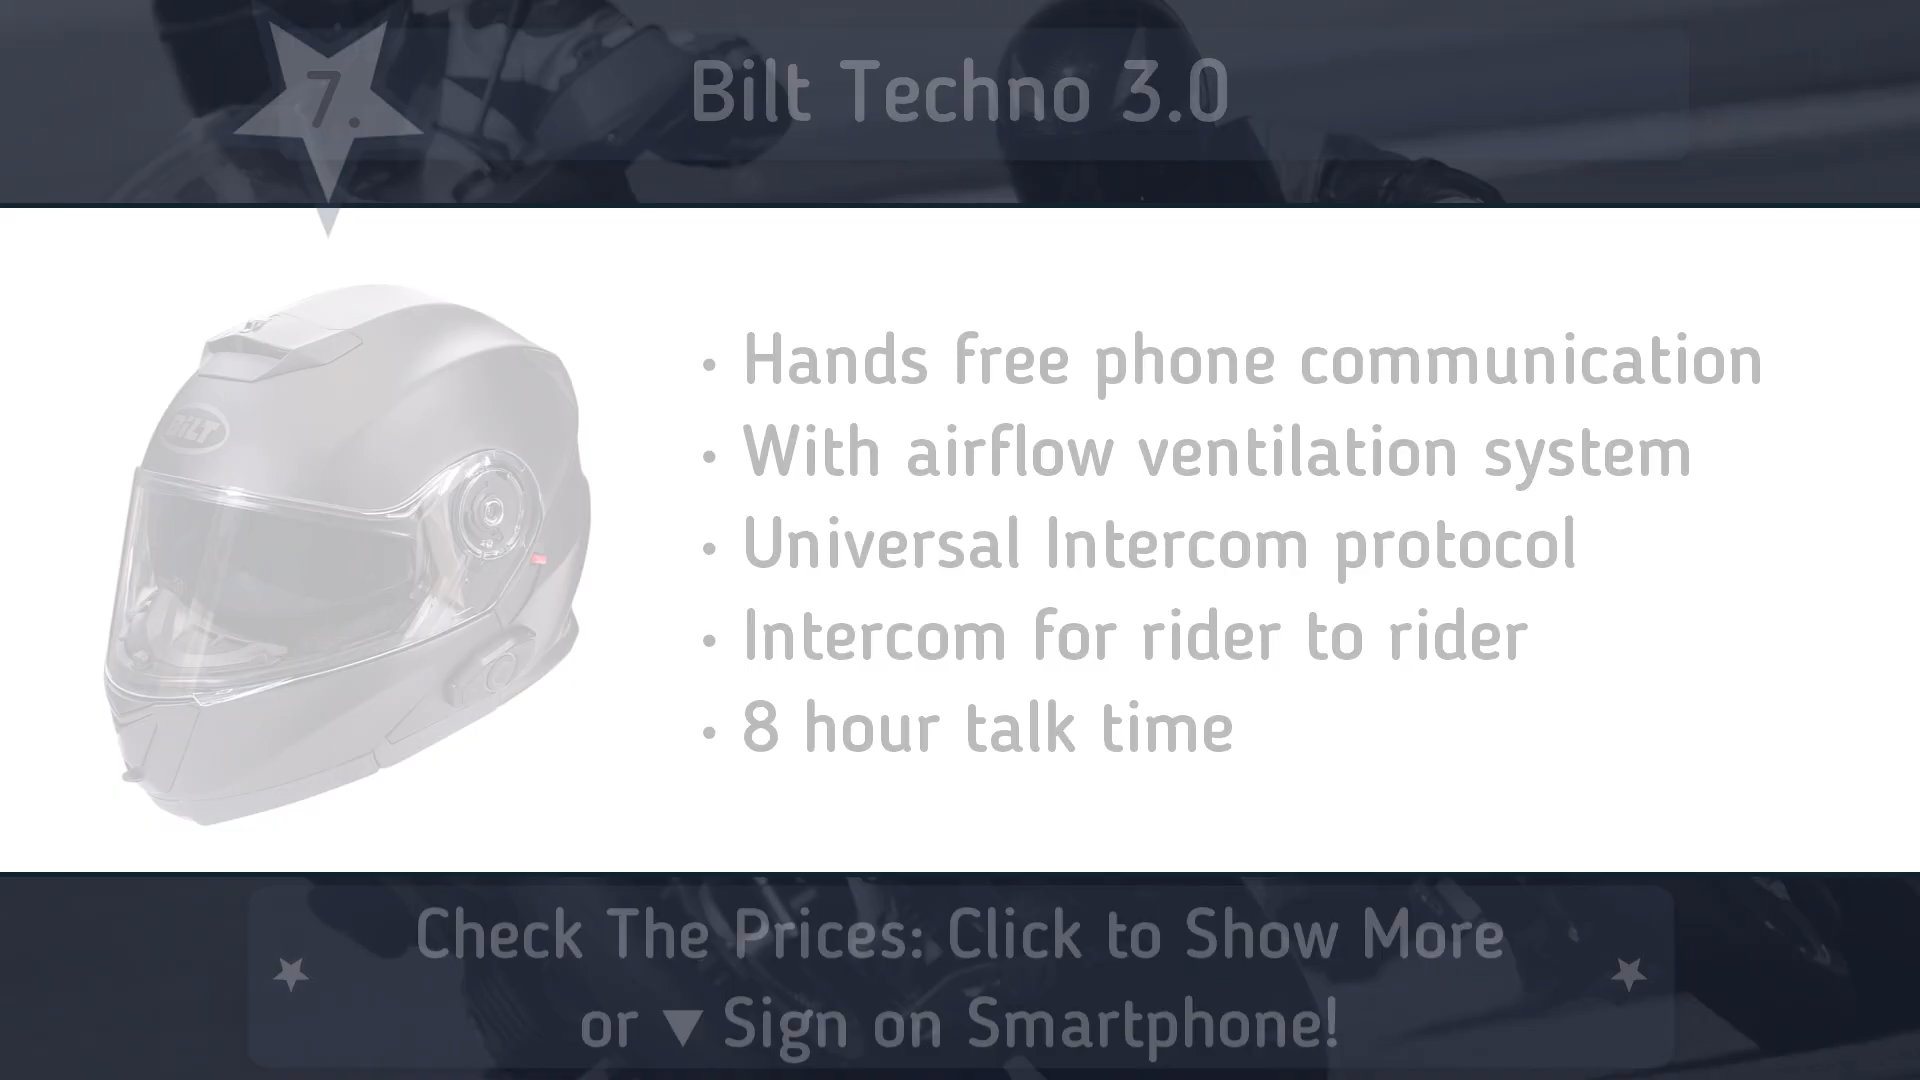 7.
Bilt Techno 3.0
BiLT
• Hands free phone communication
• With airflow ventilation system
• Universal Intercom protocol
• Intercom for rider to rider
• 8 hour talk time
Check The Prices: Click to Show More
or ▼ Sign on Smartphone!